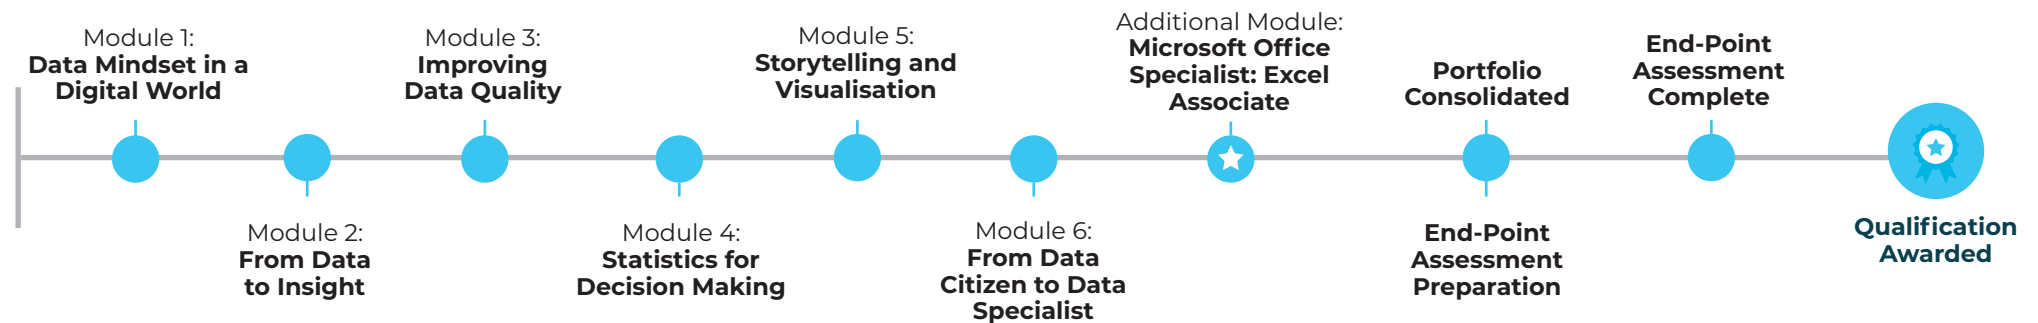 Module 1:
Data Mindset in a
Digital World
Module 2:
From Data
to Insight
Module 3:
Improving
Data Quality
Module 4:
Statistics for
Decision Making
Module 5:
Storytelling and
Visualisation
Module 6:
From Data
Citizen to Data
Specialist
Additional Module:
Microsoft Office
Specialist: Excel
Associate
Portfolio
Consolidated
End-Point
Assessment
Preparation
End-Point
Assessment
Complete
Qualification
Awarded